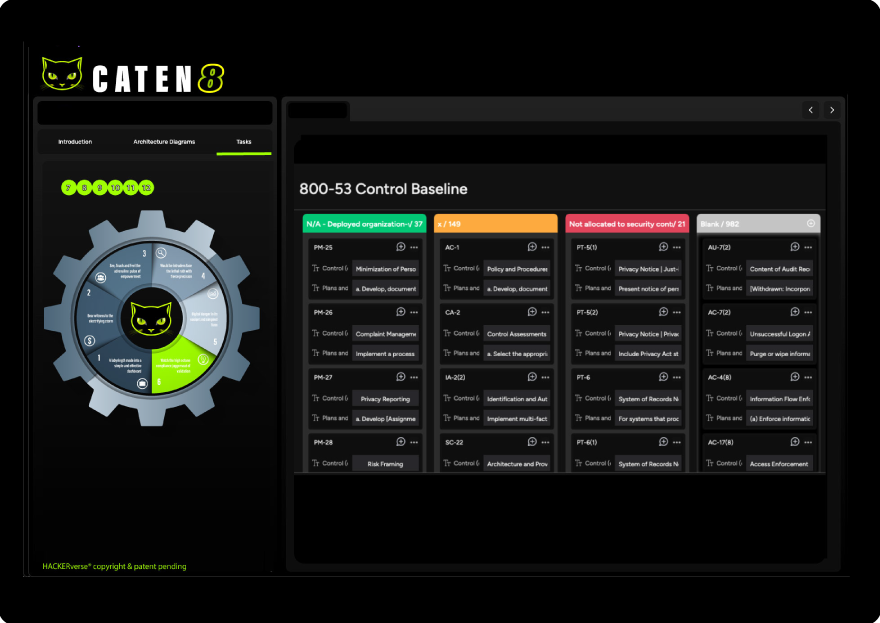 CATEN8
Introduction
Architecture Diagrams
Tasks
7 8 9 10 11 12
3
4
2
5
1
6
800-53 Control Baseline
N/A - Deployed organization-\/ 37
x / 149
Not allocated to security cont/ 21
Blank / 982
PM-25
Control (
Minimization of Perso
Plans and
a. Develop, document
PM-26
Control (
Complaint Manageme
Plans and
Implement a process
PM-27
Control (
Privacy Reporting
Plans and
a. Develop [Assignme
PM-28
Control (
Risk Framing
AC-1
Control (
Policy and Procedures
Plans and
a. Develop, document
CA-2
Control (
Control Assessments
Plans and
a. Select the appropri
IA-2(2)
Control (
Identification and Aut
Plans and
Implement multi-fact
SC-22
Control (
Architecture and Prov
PT-5(1)
Control (
Privacy Notice | Just-
Plans and
Present notice of pers
PT-5(2)
Control (
Privacy Notice | Privac
Plans and
Include Privacy Act st
PT-6
Control (
System of Records N
Plans and
For systems that proc
PT-6(1)
Control (
System of Records N
AU-7(2)
Control (
Content of Audit Rec
Plans and
[Withdrawn: Incorpor
AC-7(2)
Control (
Unsuccessful Logon A
Plans and
Purge or wipe informa
AC-4(8)
Control (
Information Flow Enf
Plans and
(a) Enforce informatic
AC-17(8)
Control (
Access Enforcement
HACKERverse® copyright & patent pending